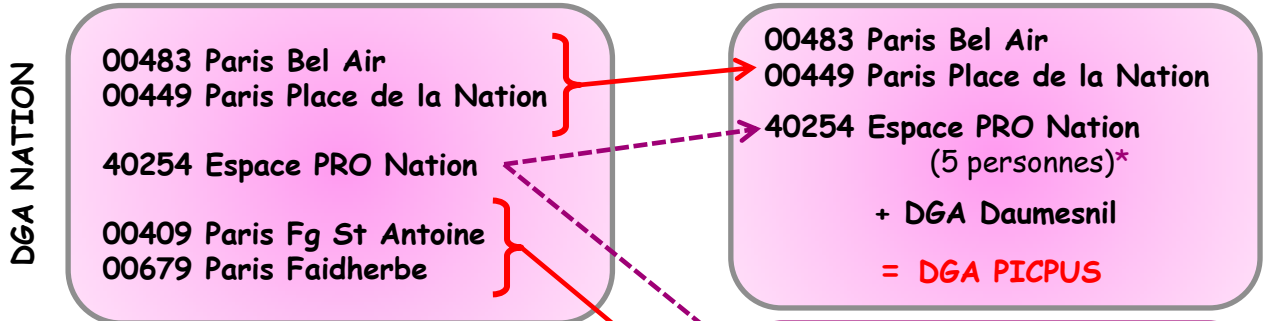 DGA NATION
00483 Paris Bel Air
00449 Paris Place de la Nation
40254 Espace PRO Nation
00409 Paris Fg St Antoine
00679 Paris Faidherbe
00483 Paris Bel Air
00449 Paris Place de la Nation
40254 Espace PRO Nation
(5 personnes)*
+ DGA Daumesnil
= DGA PICPUS